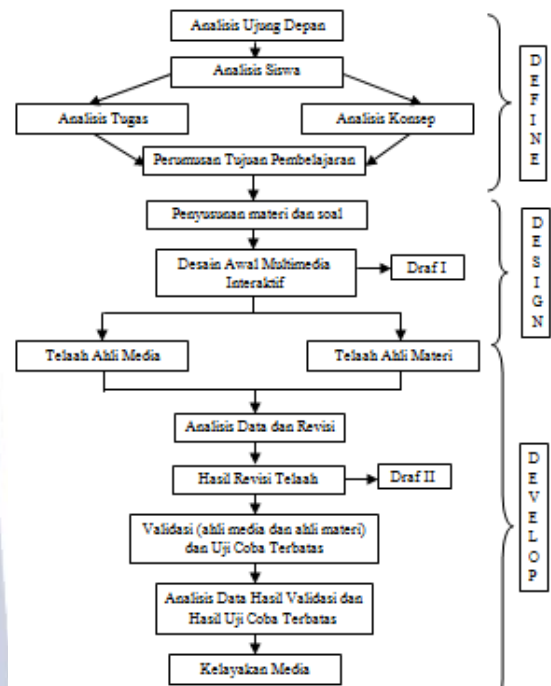 Analisis Ujung Depan
Analisis Siswa
Analisis Tugas
Analisis Konsep
Perumusan Tujuan Pembelajaran
DEFINE
Penyusunan materi dan soal
Desain Awal Multimedia
Interaktif
Draf I
DESIGN
Telaah Ahli Media
Telaah Ahli Materi
Analisis Data dan Revisi
Hasil Revisi Telaah
Draf II
Validasi (ahli media dan ahli materi)
dan Uji Coba Terbatas
Analisis Data Hasil Validasi dan
Hasil Uji Coba Terbatas
Kelayakan Media
DEVELOP